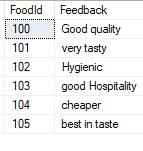 FoodId Feedback
100 Good quality
101 very tasty
102 Hygienic
103 good Hospitality
104 cheaper
105 best in taste